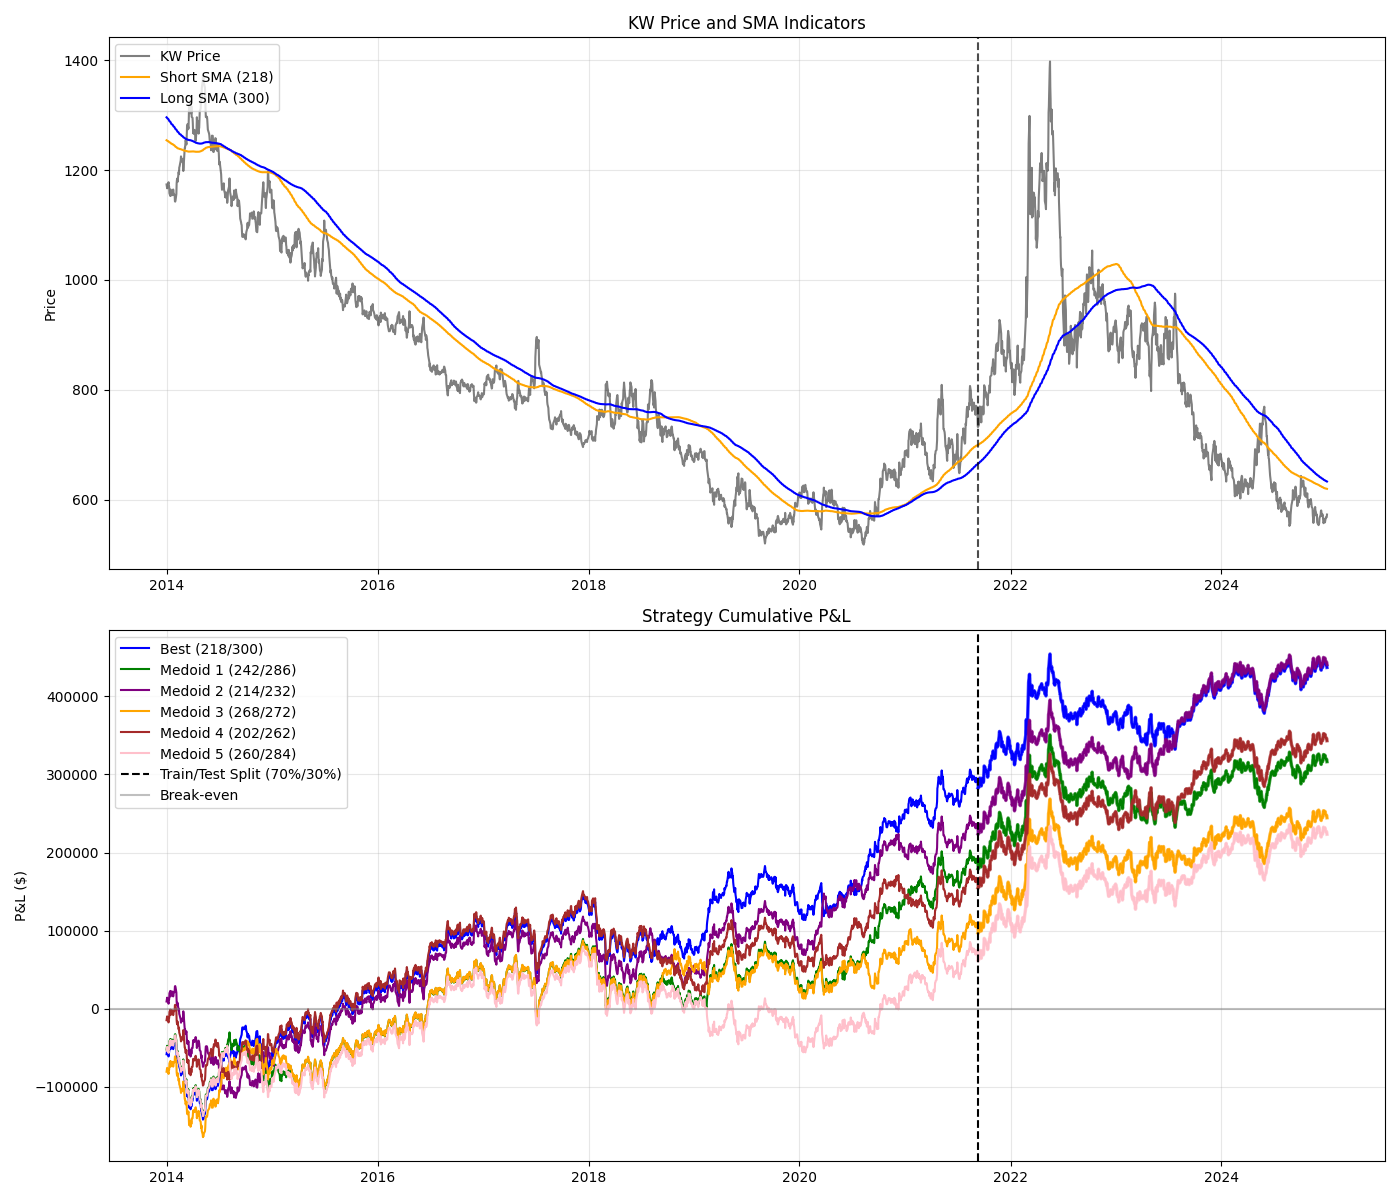 KW Price and SMA Indicators
KW Price
Short SMA (218)
Long SMA (300)
Price
1400
1200
1000
800
600
2014 2016 2018 2020 2022 2024
Strategy Cumulative P&L
Best (218/300)
Medoid 1 (242/286)
Medoid 2 (214/232)
Medoid 3 (268/272)
Medoid 4 (202/262)
Medoid 5 (260/284)
Train/Test Split (70%/30%)
Break-even
P&L ($)
400000
300000
200000
100000
0
−100000
2014 2016 2018 2020 2022 2024